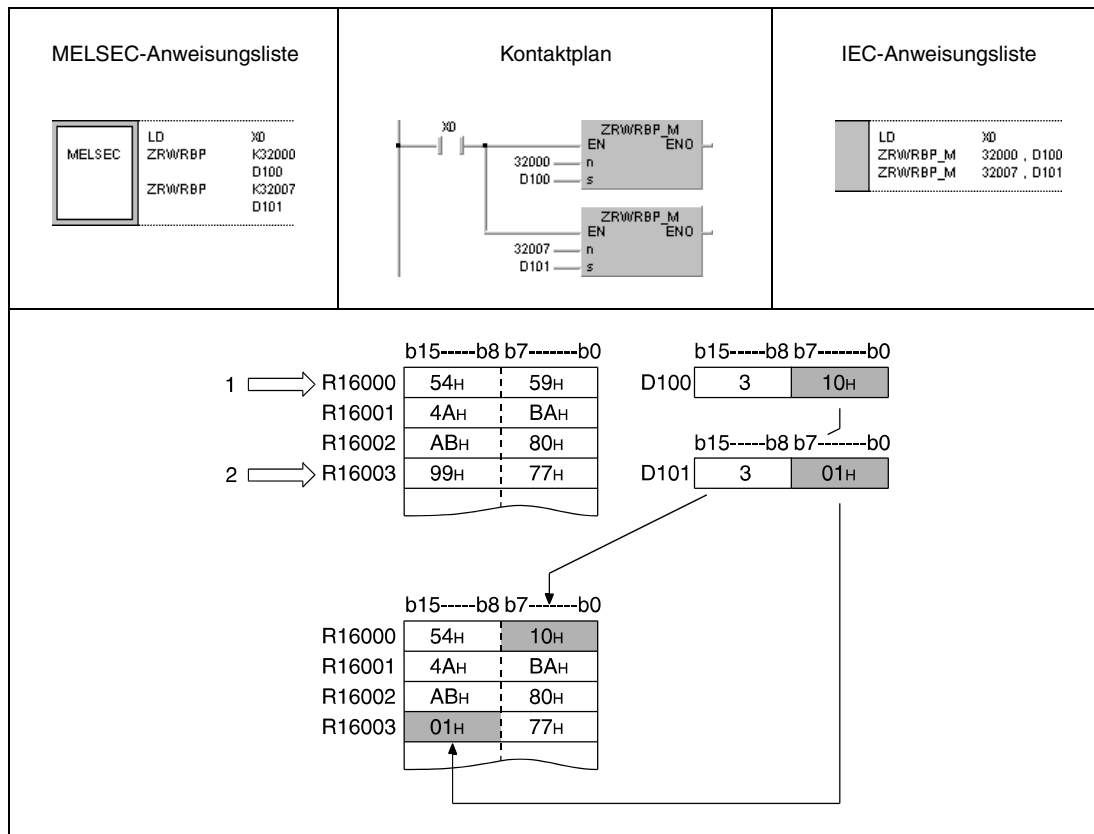 MELSEC-Anweisungsliste
MELSEC
LD X0
ZRWRBP K32000
D100
ZRWRBP K32007
D101
Kontaktplan
X0
ZRWRBP_M
EN ENO
32000 n
D100 s
ZRWRBP_M
EN ENO
32007 n
D101 s
IEC-Anweisungsliste
LD X0
ZRWRBP_M 32000 , D100
ZRWRBP_M 32007 , D101
b15-----b8 b7-------b0
1 R16000 54H 59H
R16001 4AH BAH
R16002 ABH 80H
2 R16003 99H 77H
b15-----b8 b7-------b0
D100 3 10H
b15-----b8 b7-------b0
D101 3 01H
b15-----b8 b7-------b0
R16000 54H 10H
R16001 4AH BAH
R16002 ABH 80H
R16003 01H 77H